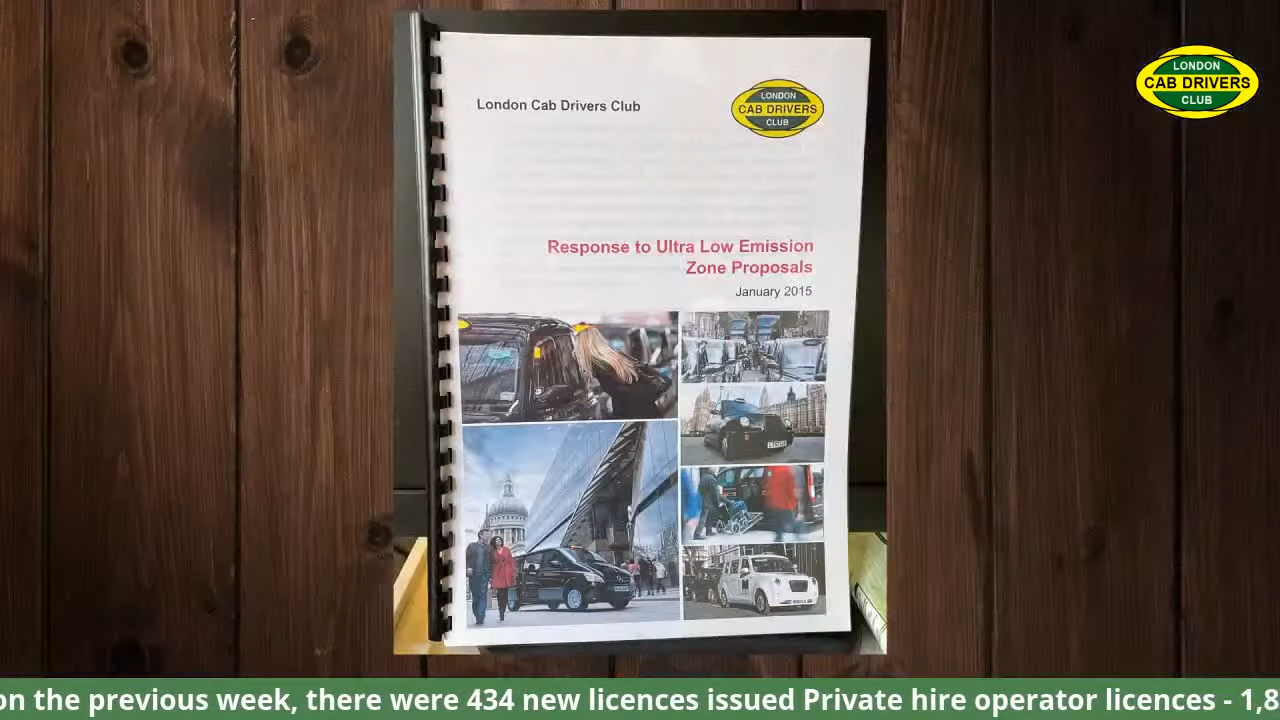 London Cab Drivers Club
LONDON
CAB DRIVERS
CLUB
Response to Ultra Low Emission
Zone Proposals
January 2015
LONDON
CAB DRIVERS
CLUB
on the previous week, there were 434 new licences issued Private hire operator licences - 1,8